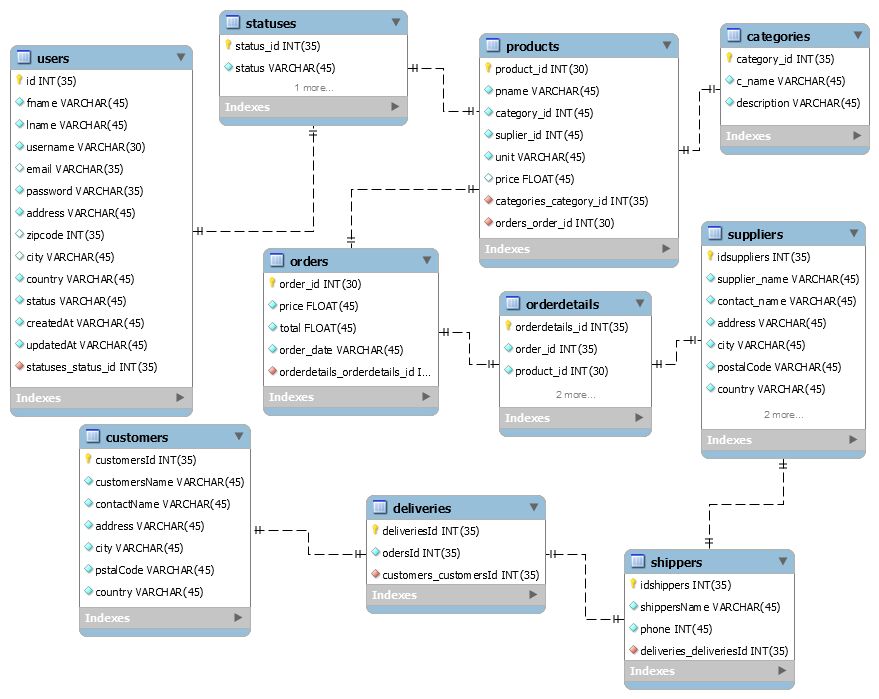 users
id INT(35)
fname VARCHAR(45)
lname VARCHAR(45)
username VARCHAR(30)
email VARCHAR(35)
password VARCHAR(35)
address VARCHAR(45)
zipcode INT(35)
city VARCHAR(45)
country VARCHAR(45)
status VARCHAR(45)
createdAt VARCHAR(45)
updatedAt VARCHAR(45)
statuses_status_id INT(35)
Indexes
statuses
status_id INT(35)
status VARCHAR(45)
1 more...
Indexes
products
product_id INT(30)
pname VARCHAR(45)
category_id INT(45)
suplier_id INT(45)
unit VARCHAR(45)
price FLOAT(45)
categories_category_id INT(35)
orders_order_id INT(30)
Indexes
categories
category_id INT(35)
c_name VARCHAR(45)
description VARCHAR(45)
Indexes
orders
order_id INT(30)
price FLOAT(45)
total FLOAT(45)
order_date VARCHAR(45)
orderdetails_orderdetails_id I...
Indexes
orderdetails
orderdetails_id INT(35)
order_id INT(35)
product_id INT(30)
2 more...
Indexes
suppliers
idsuppliers INT(35)
supplier_name VARCHAR(45)
contact_name VARCHAR(45)
address VARCHAR(45)
city VARCHAR(45)
postalCode VARCHAR(45)
country VARCHAR(45)
2 more...
Indexes
customers
customersId INT(35)
customersName VARCHAR(45)
contactName VARCHAR(45)
address VARCHAR(45)
city VARCHAR(45)
pstalCode VARCHAR(45)
country VARCHAR(45)
Indexes
deliveries
deliveriesId INT(35)
odersId INT(35)
customers_customersId INT(35)
Indexes
shippers
idshippers INT(35)
shippersName VARCHAR(45)
phone INT(45)
deliveries_deliveriesId INT(35)
Indexes